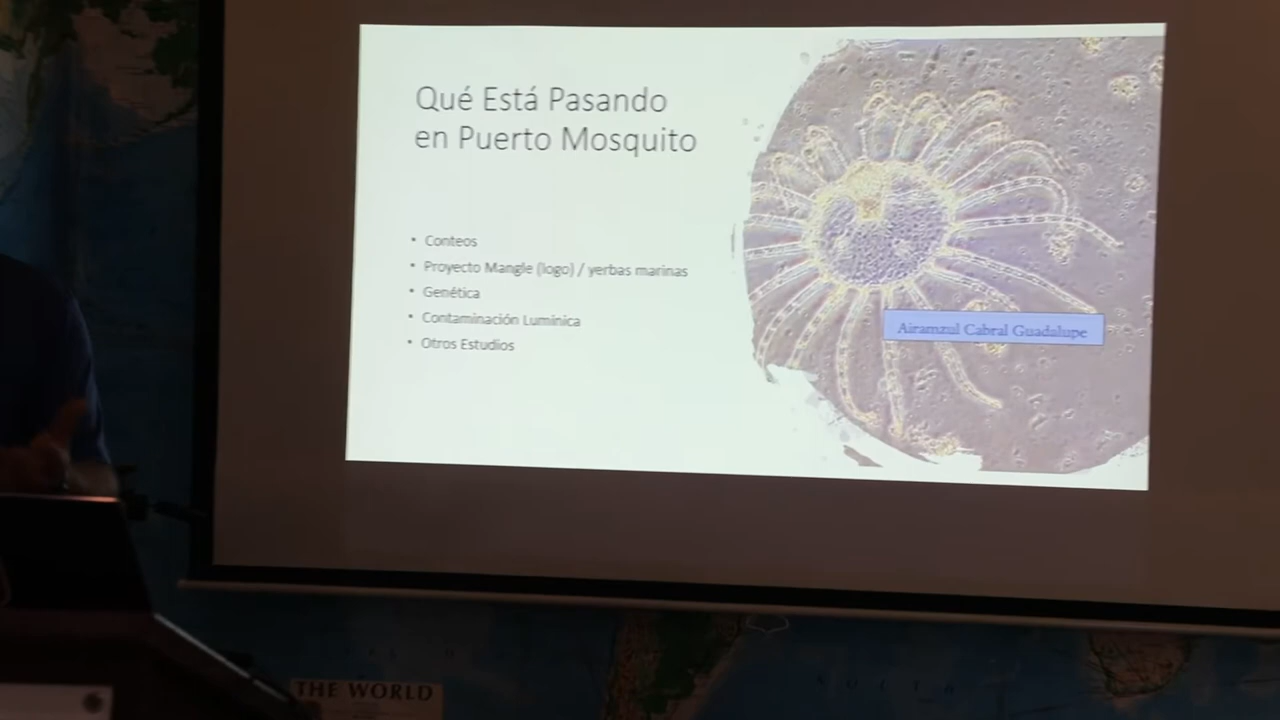 Qué Está Pasando
en Puerto Mosquito
• Conteos
• Proyecto Mangle (logo) / yerbas marinas
• Genética
• Contaminación Lumínica
• Otros Estudios
Airamzul Cabral Guadalupe
THE WORLD